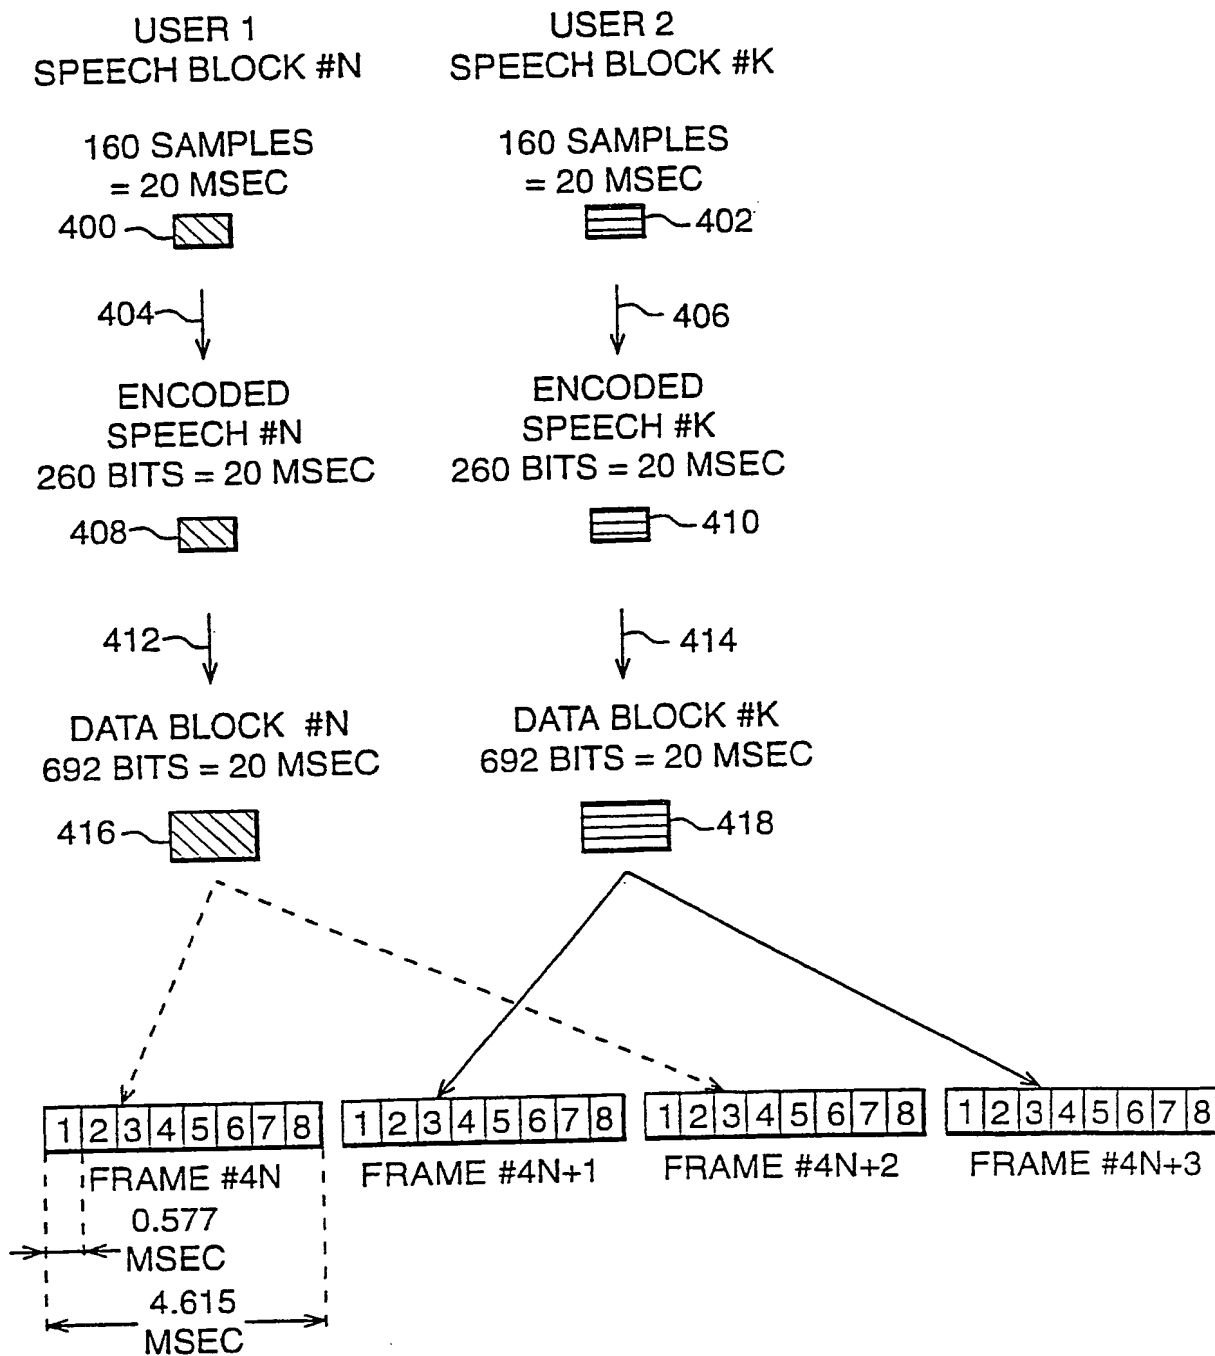 USER 1
SPEECH BLOCK #N
USER 2
SPEECH BLOCK #K
160 SAMPLES
= 20 MSEC
160 SAMPLES
= 20 MSEC
400
402
404
406
ENCODED
SPEECH #N
260 BITS = 20 MSEC
ENCODED
SPEECH #K
260 BITS = 20 MSEC
408
410
412
414
DATA BLOCK #N
692 BITS = 20 MSEC
DATA BLOCK #K
692 BITS = 20 MSEC
416
418
1 2 3 4 5 6 7 8
1 2 3 4 5 6 7 8
1 2 3 4 5 6 7 8
1 2 3 4 5 6 7 8
FRAME #4N
FRAME #4N+1
FRAME #4N+2
FRAME #4N+3
0.577
MSEC
4.615
MSEC